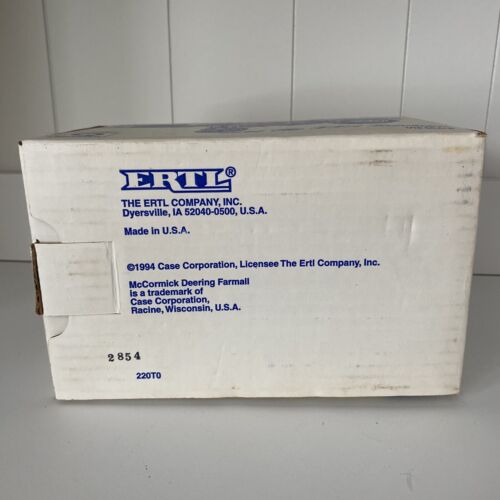 ERTL®
THE ERTL COMPANY, INC.
Dyersville, IA 52040-0500, U.S.A.
Made in U.S.A.
©1994 Case Corporation, Licensee The Ertl Company, Inc.
McCormick Deering Farmall
is a trademark of
Case Corporation,
Racine, Wisconsin, U.S.A.
2854
220T0